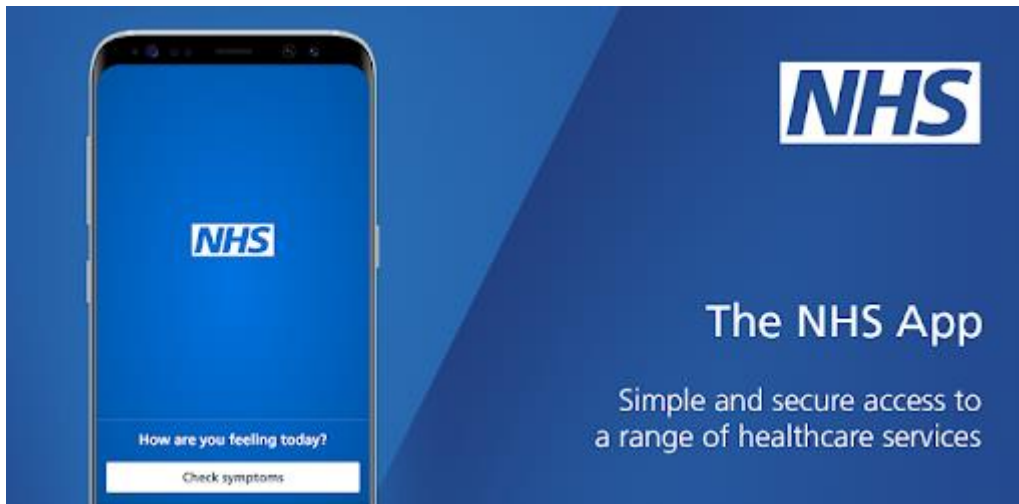 NHS
How are you feeling today?
Check symptoms
NHS
The NHS App
Simple and secure access to
a range of healthcare services